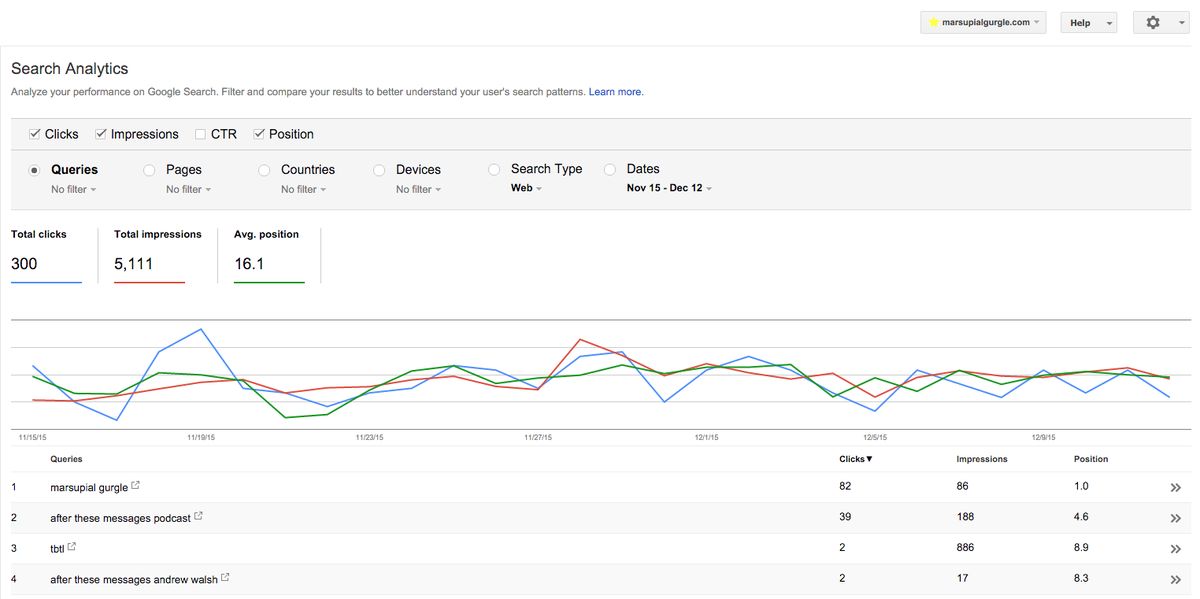 marsupialgurgle.com Help
Search Analytics
Analyze your performance on Google Search. Filter and compare your results to better understand your user's search patterns. Learn more.
Clicks Impressions CTR Position
Queries Pages Countries Devices Search Type Dates
No filter No filter No filter No filter Web Nov 15 - Dec 12
Total clicks Total impressions Avg. position
300 5,111 16.1
11/15/15 11/19/15 11/23/15 11/27/15 12/1/15 12/5/15 12/9/15
Queries Clicks▼ Impressions Position
1 marsupial gurgle 82 86 1.0 »
2 after these messages podcast 39 188 4.6 »
3 tbtl 2 886 8.9 »
4 after these messages andrew walsh 2 17 8.3 »